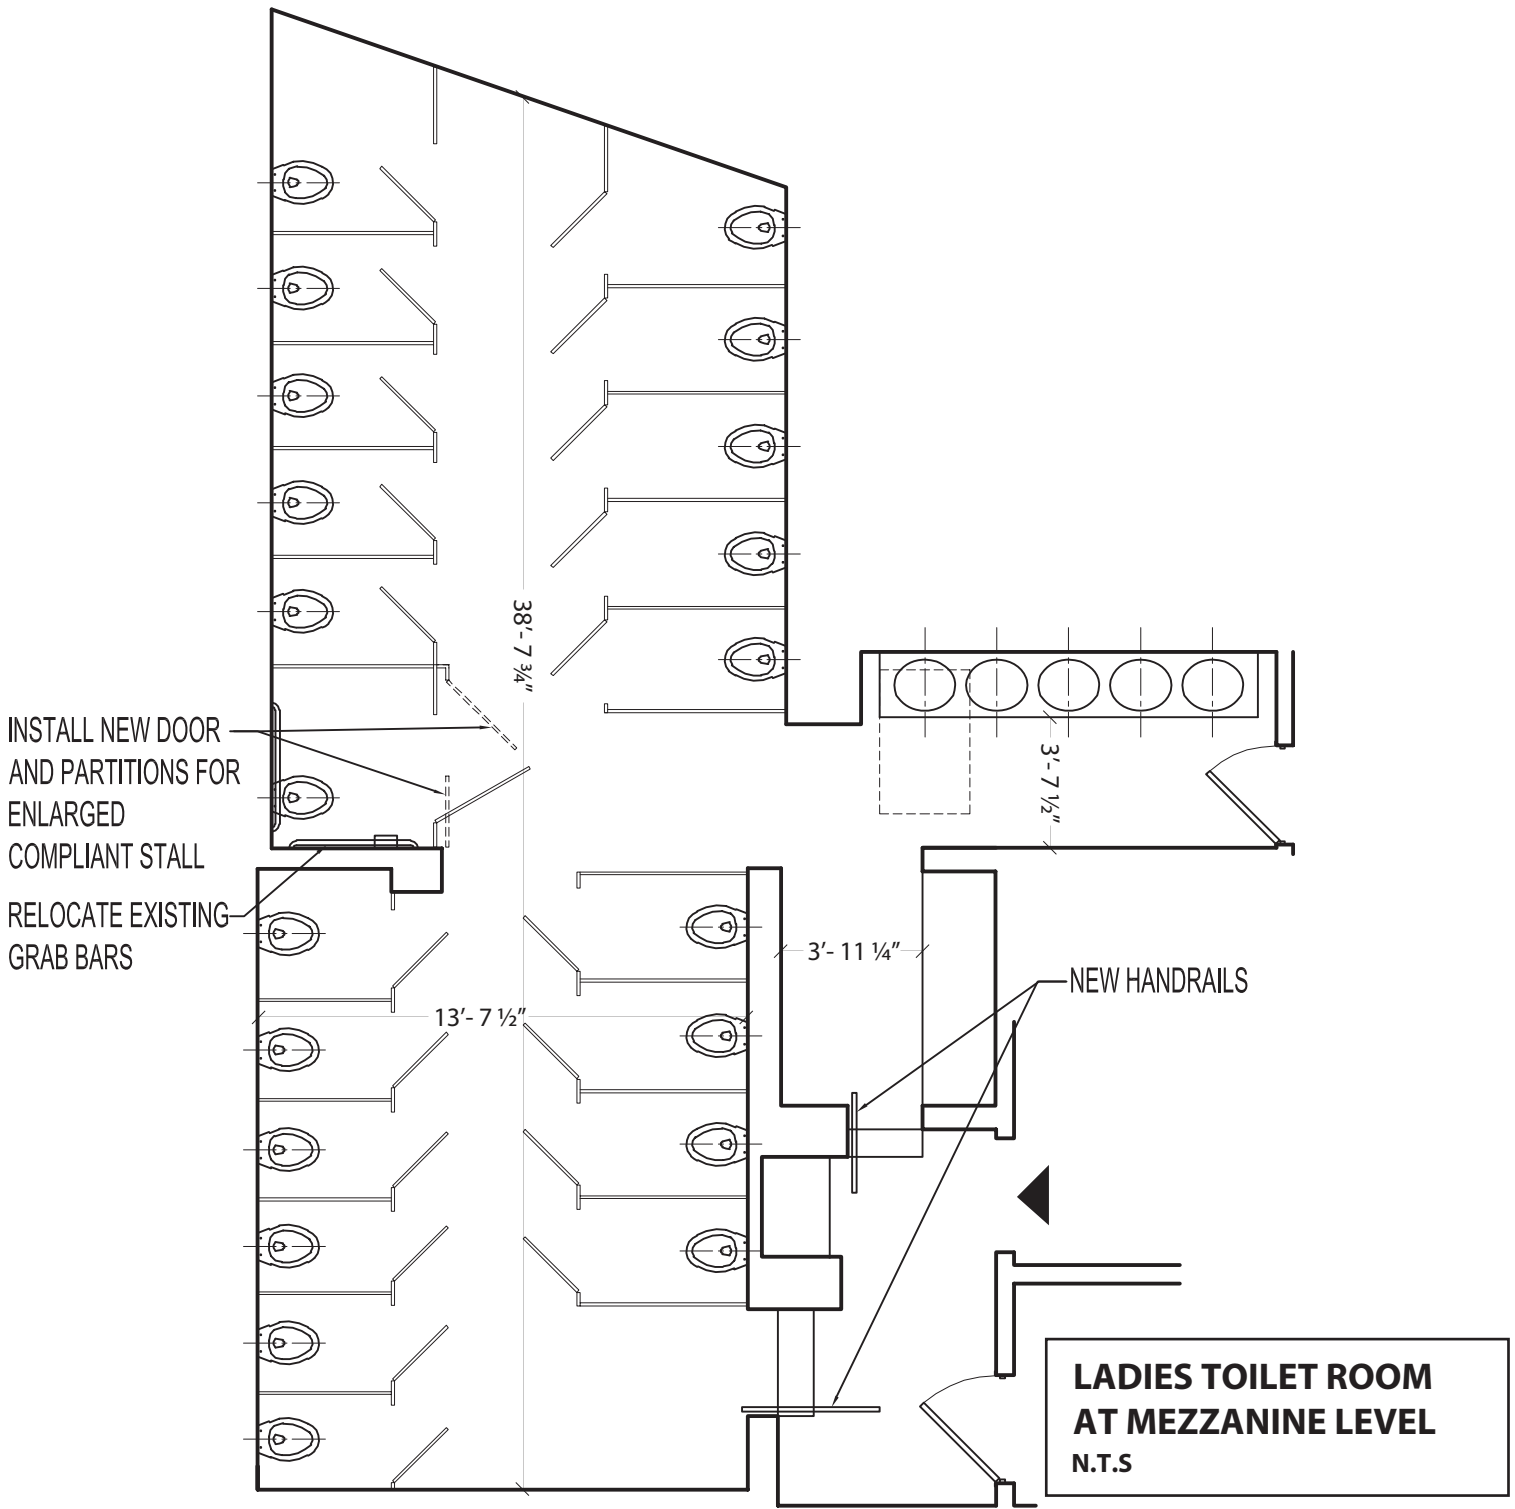 38'- 7 ¾"
INSTALL NEW DOOR
AND PARTITIONS FOR
ENLARGED
COMPLIANT STALL
3'- 7 ½"
RELOCATE EXISTING
GRAB BARS
3'- 11 ¼"
NEW HANDRAILS
13'- 7 ½"
LADIES TOILET ROOM
AT MEZZANINE LEVEL
N.T.S